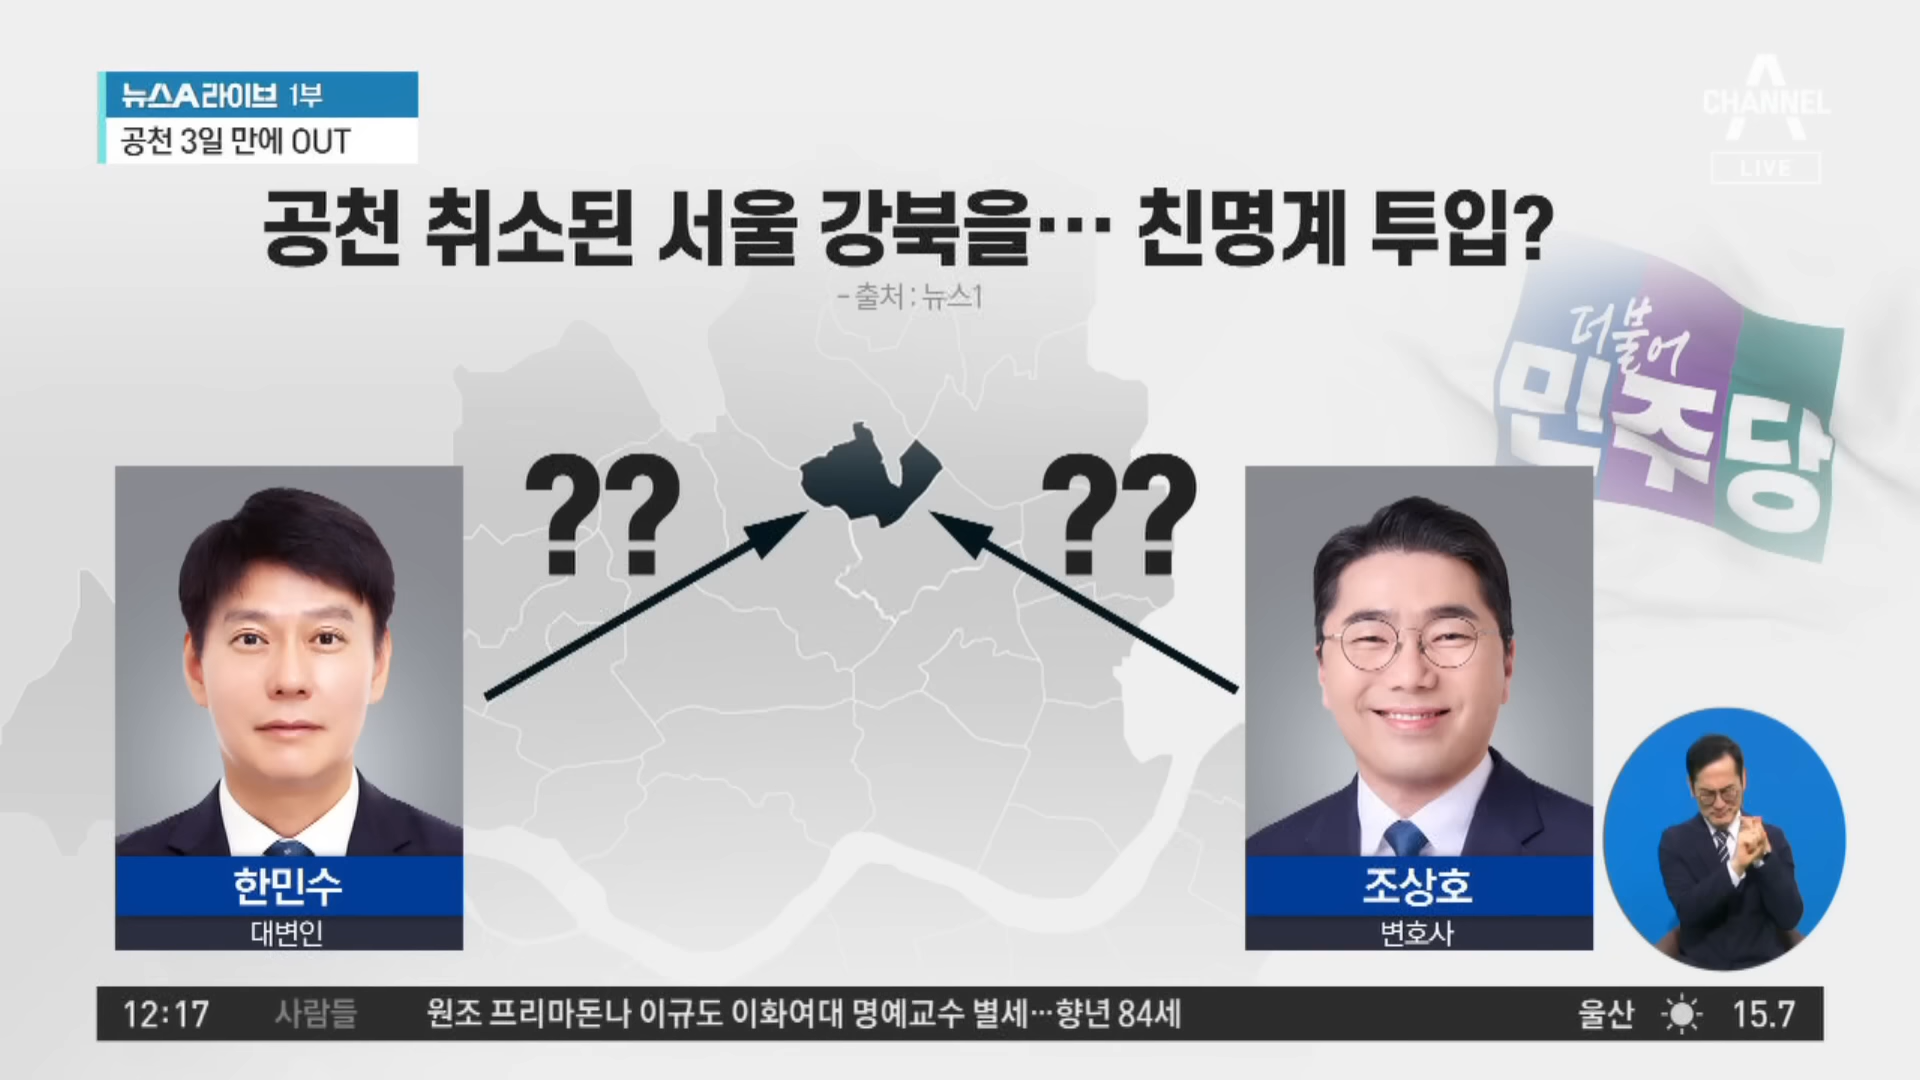 뉴스A라이브 1부
공천 3일 만에 OUT
CHANNEL A
LIVE
공천 취소된 서울 강북을… 친명계 투입?
- 출처 : 뉴스1
더불어
민주당
?? ??
한민수
대변인
조상호
변호사
12:17 사람들 원조 프리마돈나 이규도 이화여대 명예교수 별세…향년 84세 울산 15.7